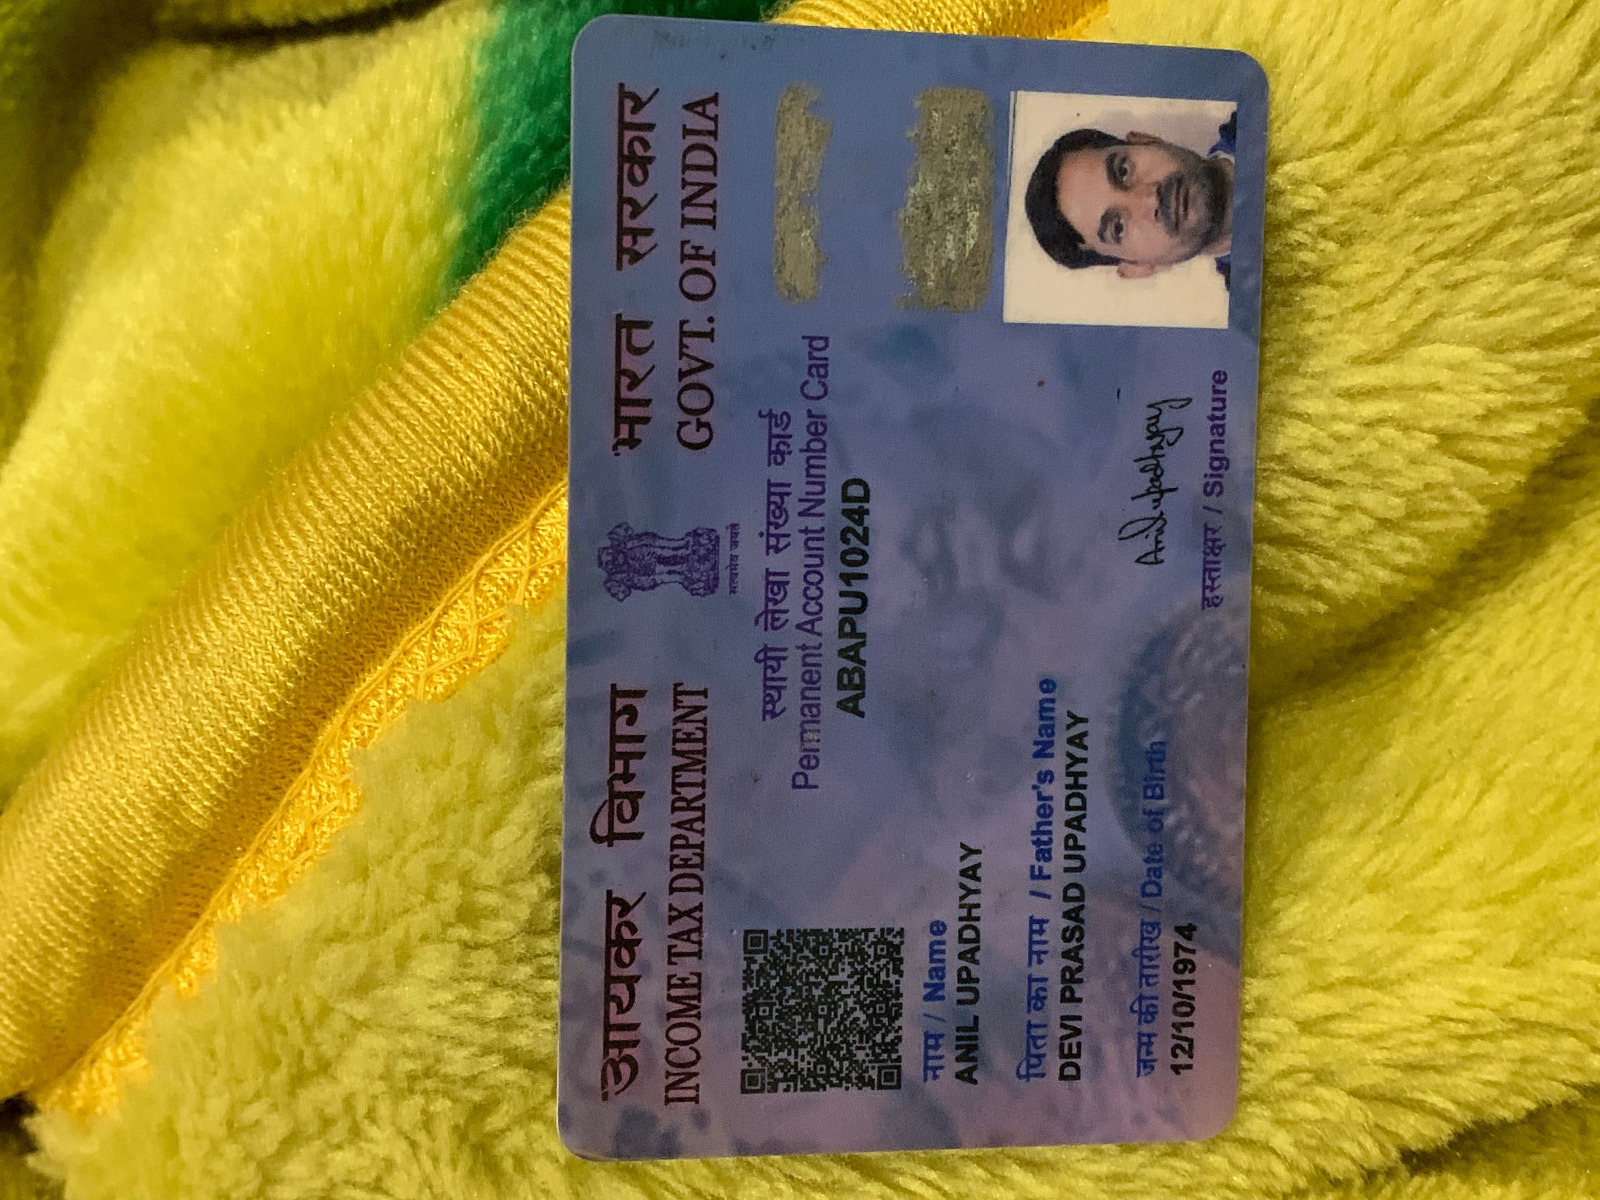 आयकर विभाग
INCOME TAX DEPARTMENT
सत्यमेव जयते
भारत सरकार
GOVT. OF INDIA
स्थायी लेखा संख्या कार्ड
Permanent Account Number Card
ABAPU1024D
नाम / Name
ANIL UPADHYAY
पिता का नाम / Father's Name
DEVI PRASAD UPADHYAY
जन्म की तारीख / Date of Birth
12/10/1974
Anil upadhyay
हस्ताक्षर / Signature